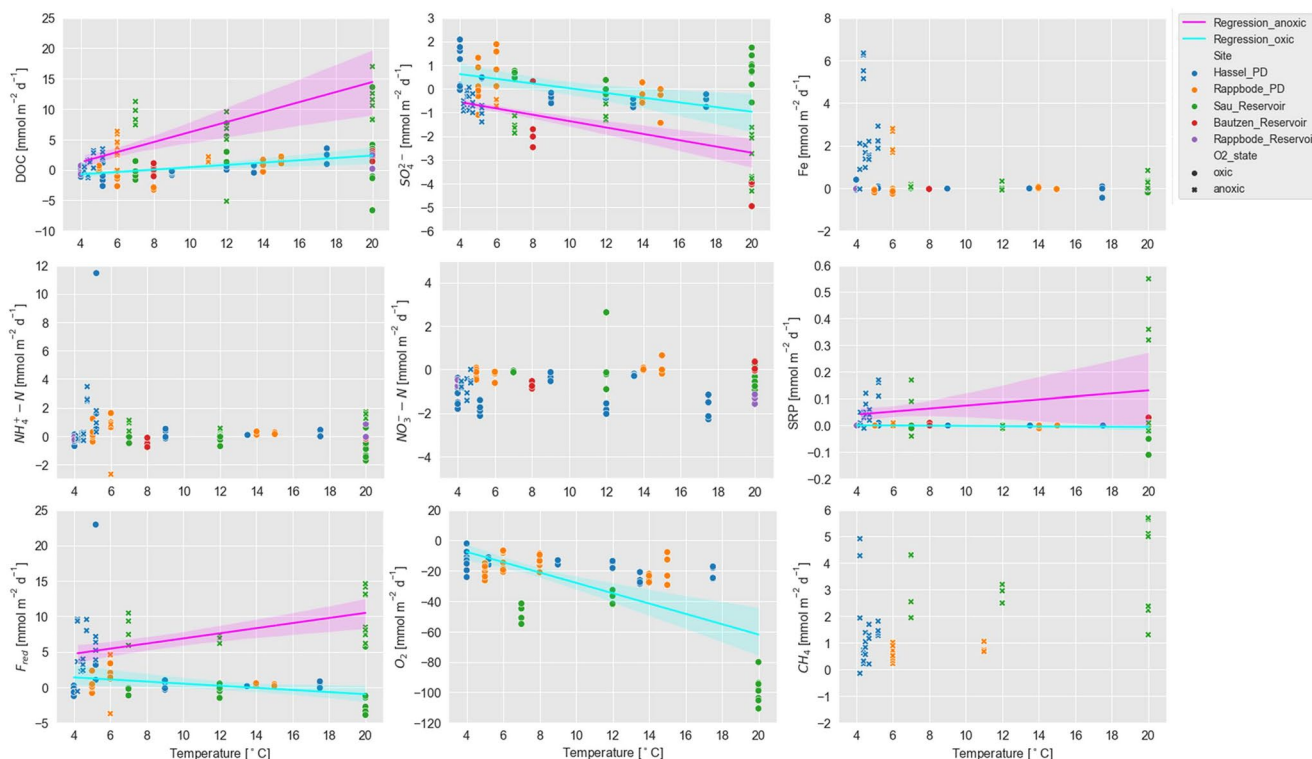 25
20
15
10
5
0
−5
−10
DOC [mmol m⁻² d⁻¹]
4 6 8 10 12 14 16 18 20
3
2
1
0
−1
−2
−3
−4
−5
−6
SO₄²⁻ [mmol m⁻² d⁻¹]
4 6 8 10 12 14 16 18 20
8
6
4
2
0
−2
Fe [mmol m⁻² d⁻¹]
4 6 8 10 12 14 16 18 20
Regression_anoxic
Regression_oxic
Site
Hassel_PD
Rappbode_PD
Sau_Reservoir
Bautzen_Reservoir
Rappbode_Reservoir
O2_state
oxic
anoxic
12
10
8
6
4
2
0
−2
NH₄⁺ − N [mmol m⁻² d⁻¹]
4 6 8 10 12 14 16 18 20
4
2
0
−2
−4
NO₃⁻ − N [mmol m⁻² d⁻¹]
4 6 8 10 12 14 16 18 20
0.6
0.5
0.4
0.3
0.2
0.1
0.0
−0.1
−0.2
SRP [mmol m⁻² d⁻¹]
4 6 8 10 12 14 16 18 20
25
20
15
10
5
0
−5
F_red [mmol m⁻² d⁻¹]
4 6 8 10 12 14 16 18 20
Temperature [°C]
20
0
−20
−40
−60
−80
−100
−120
O₂ [mmol m⁻² d⁻¹]
4 6 8 10 12 14 16 18 20
Temperature [°C]
6
5
4
3
2
1
0
−1
−2
CH₄ [mmol m⁻² d⁻¹]
4 6 8 10 12 14 16 18 20
Temperature [°C]